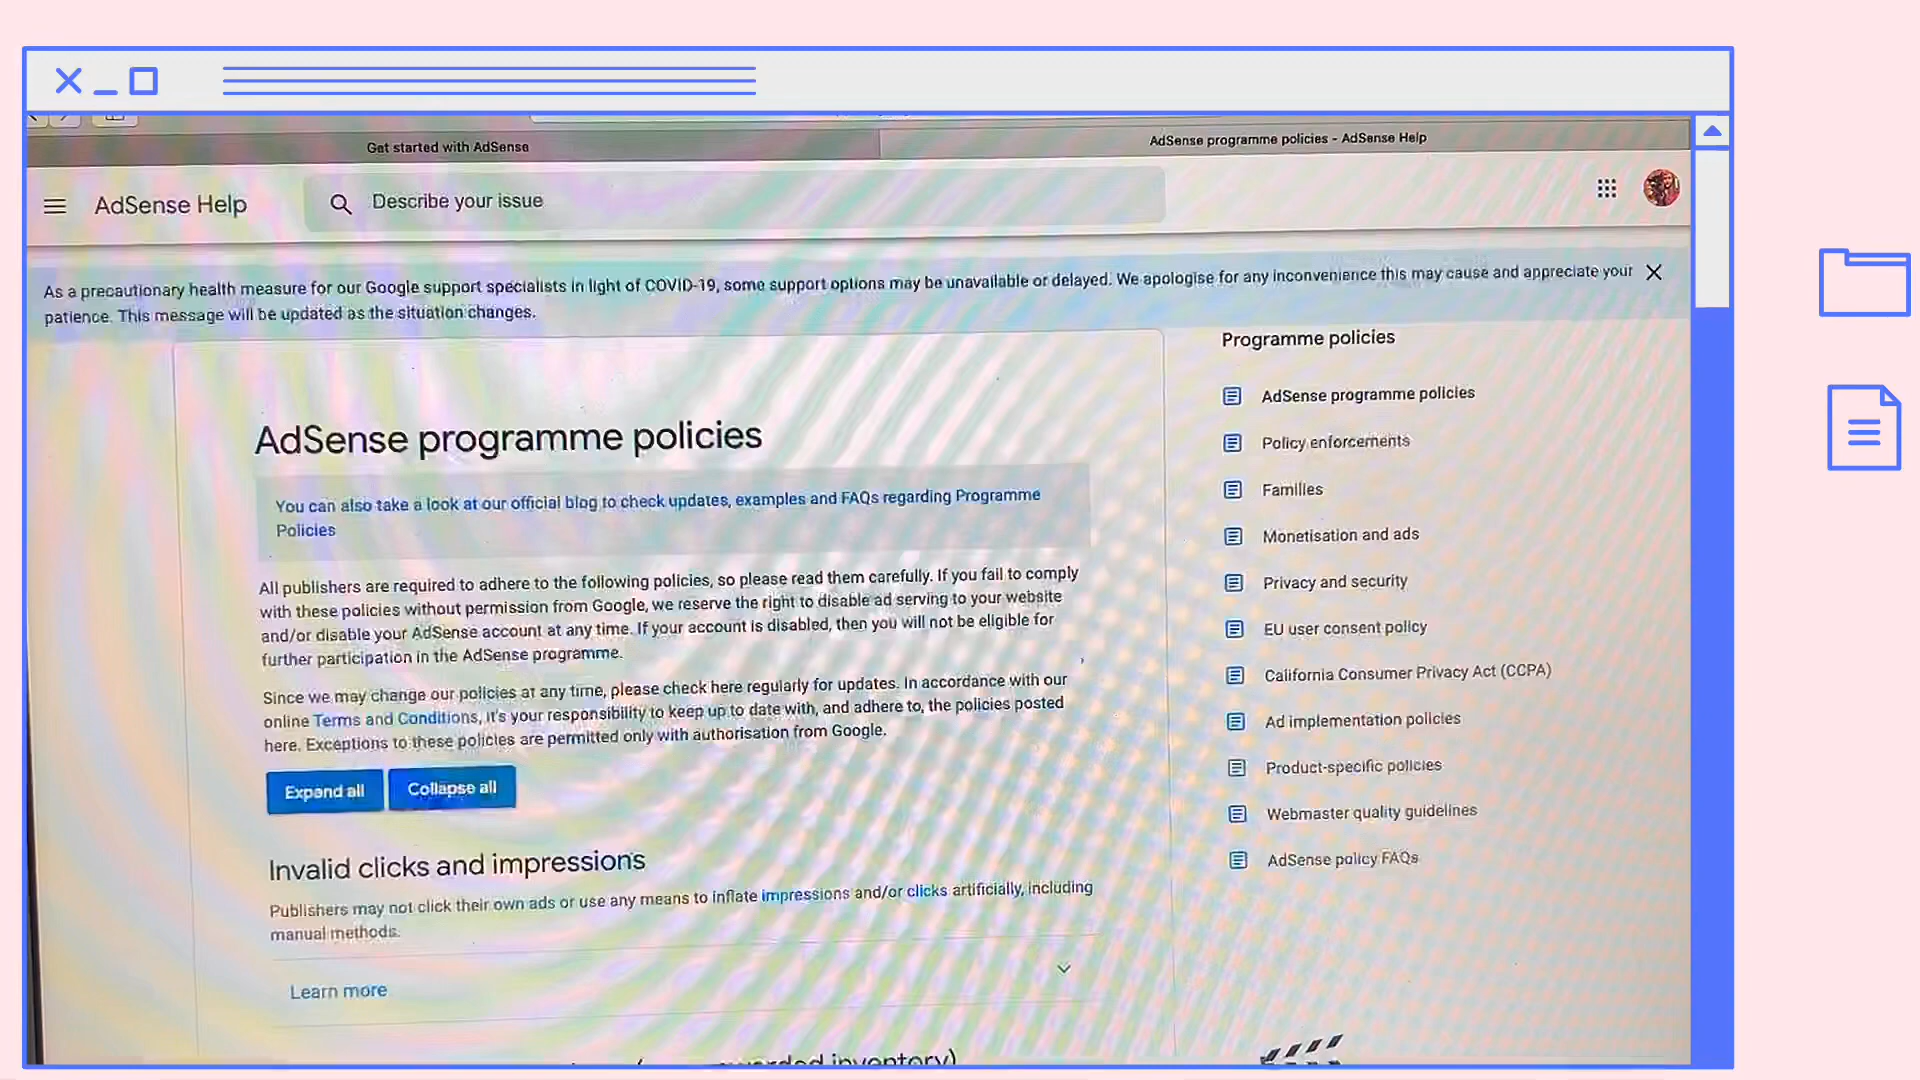 Get started with AdSense
AdSense programme policies - AdSense Help
AdSense Help
Describe your issue
As a precautionary health measure for our Google support specialists in light of COVID-19, some support options may be unavailable or delayed. We apologise for any inconvenience this may cause and appreciate your
patience. This message will be updated as the situation changes.
AdSense programme policies
You can also take a look at our official blog to check updates, examples and FAQs regarding Programme
Policies
All publishers are required to adhere to the following policies, so please read them carefully. If you fail to comply
with these policies without permission from Google, we reserve the right to disable ad serving to your website
and/or disable your AdSense account at any time. If your account is disabled, then you will not be eligible for
further participation in the AdSense programme.
Since we may change our policies at any time, please check here regularly for updates. In accordance with our
online Terms and Conditions, it's your responsibility to keep up to date with, and adhere to, the policies posted
here. Exceptions to these policies are permitted only with authorisation from Google.
Expand all
Collapse all
Invalid clicks and impressions
Publishers may not click their own ads or use any means to inflate impressions and/or clicks artificially, including
manual methods.
Learn more
inventory)
Programme policies
AdSense programme policies
Policy enforcements
Families
Monetisation and ads
Privacy and security
EU user consent policy
California Consumer Privacy Act (CCPA)
Ad implementation policies
Product-specific policies
Webmaster quality guidelines
AdSense policy FAQs